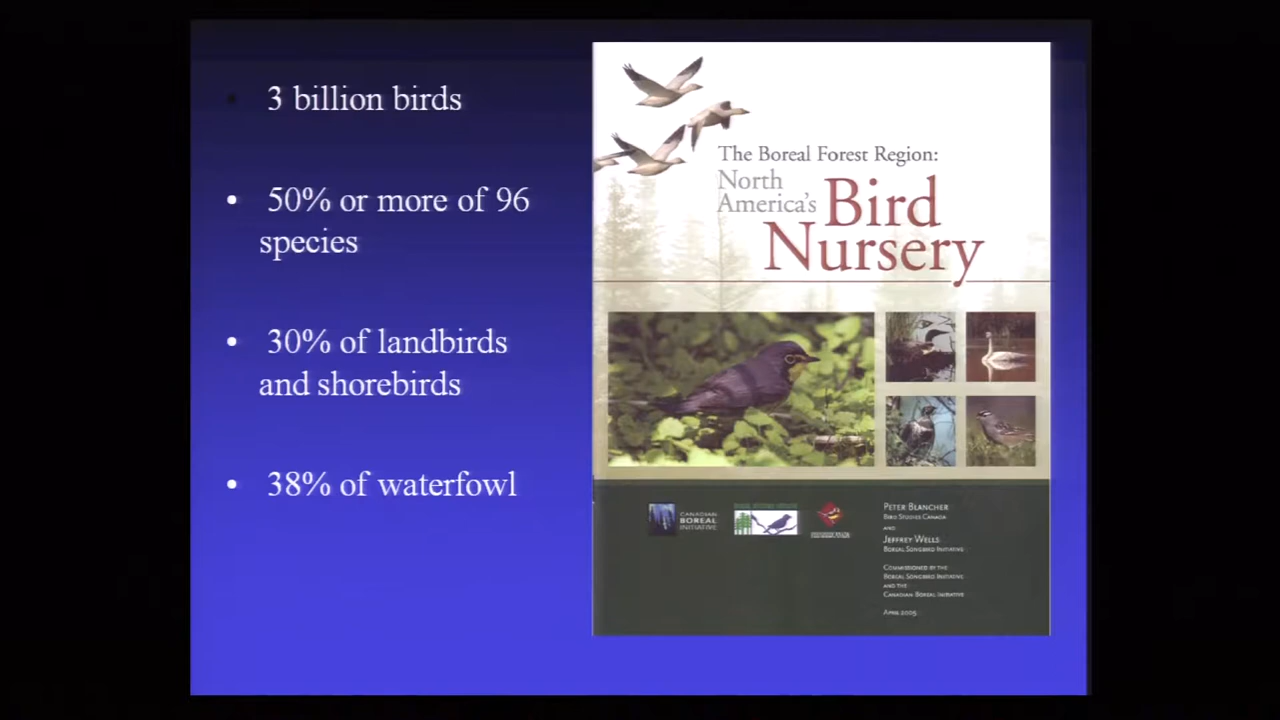 • 3 billion birds
• 50% or more of 96
species
• 30% of landbirds
and shorebirds
• 38% of waterfowl
The Boreal Forest Region:
North
America's Bird
Nursery
CANADIAN
BOREAL
INITIATIVE
PETER BLANCHER
BIRD STUDIES CANADA
AND
JEFFREY WELLS
BOREAL SONGBIRD INITIATIVE
COMMISSIONED BY THE
BOREAL SONGBIRD INITIATIVE
AND THE
CANADIAN BOREAL INITIATIVE
APRIL 2005